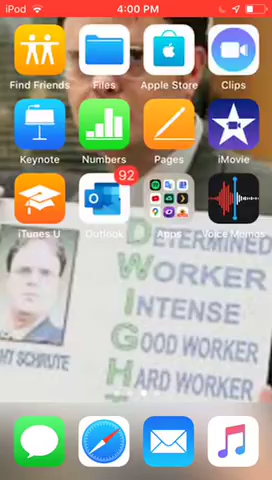 iPod 4:00 PM
Find Friends Files Apple Store Clips
Keynote Numbers Pages iMovie
92
iTunes U Outlook Apps Voice Memos
DETERMINED
WORKER
INTENSE
GOOD WORKER
HARD WORKER
HT SCHRUTE
D
W
I
G
H
T